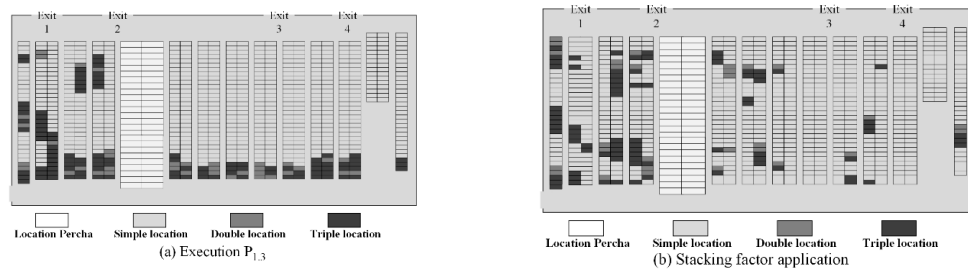 Exit Exit Exit Exit
1 2 3 4
Location Percha Simple location Double location Triple location
(a) Execution P1.3
Exit Exit Exit Exit
1 2 3 4
Location Percha Simple location Double location Triple location
(b) Stacking factor application